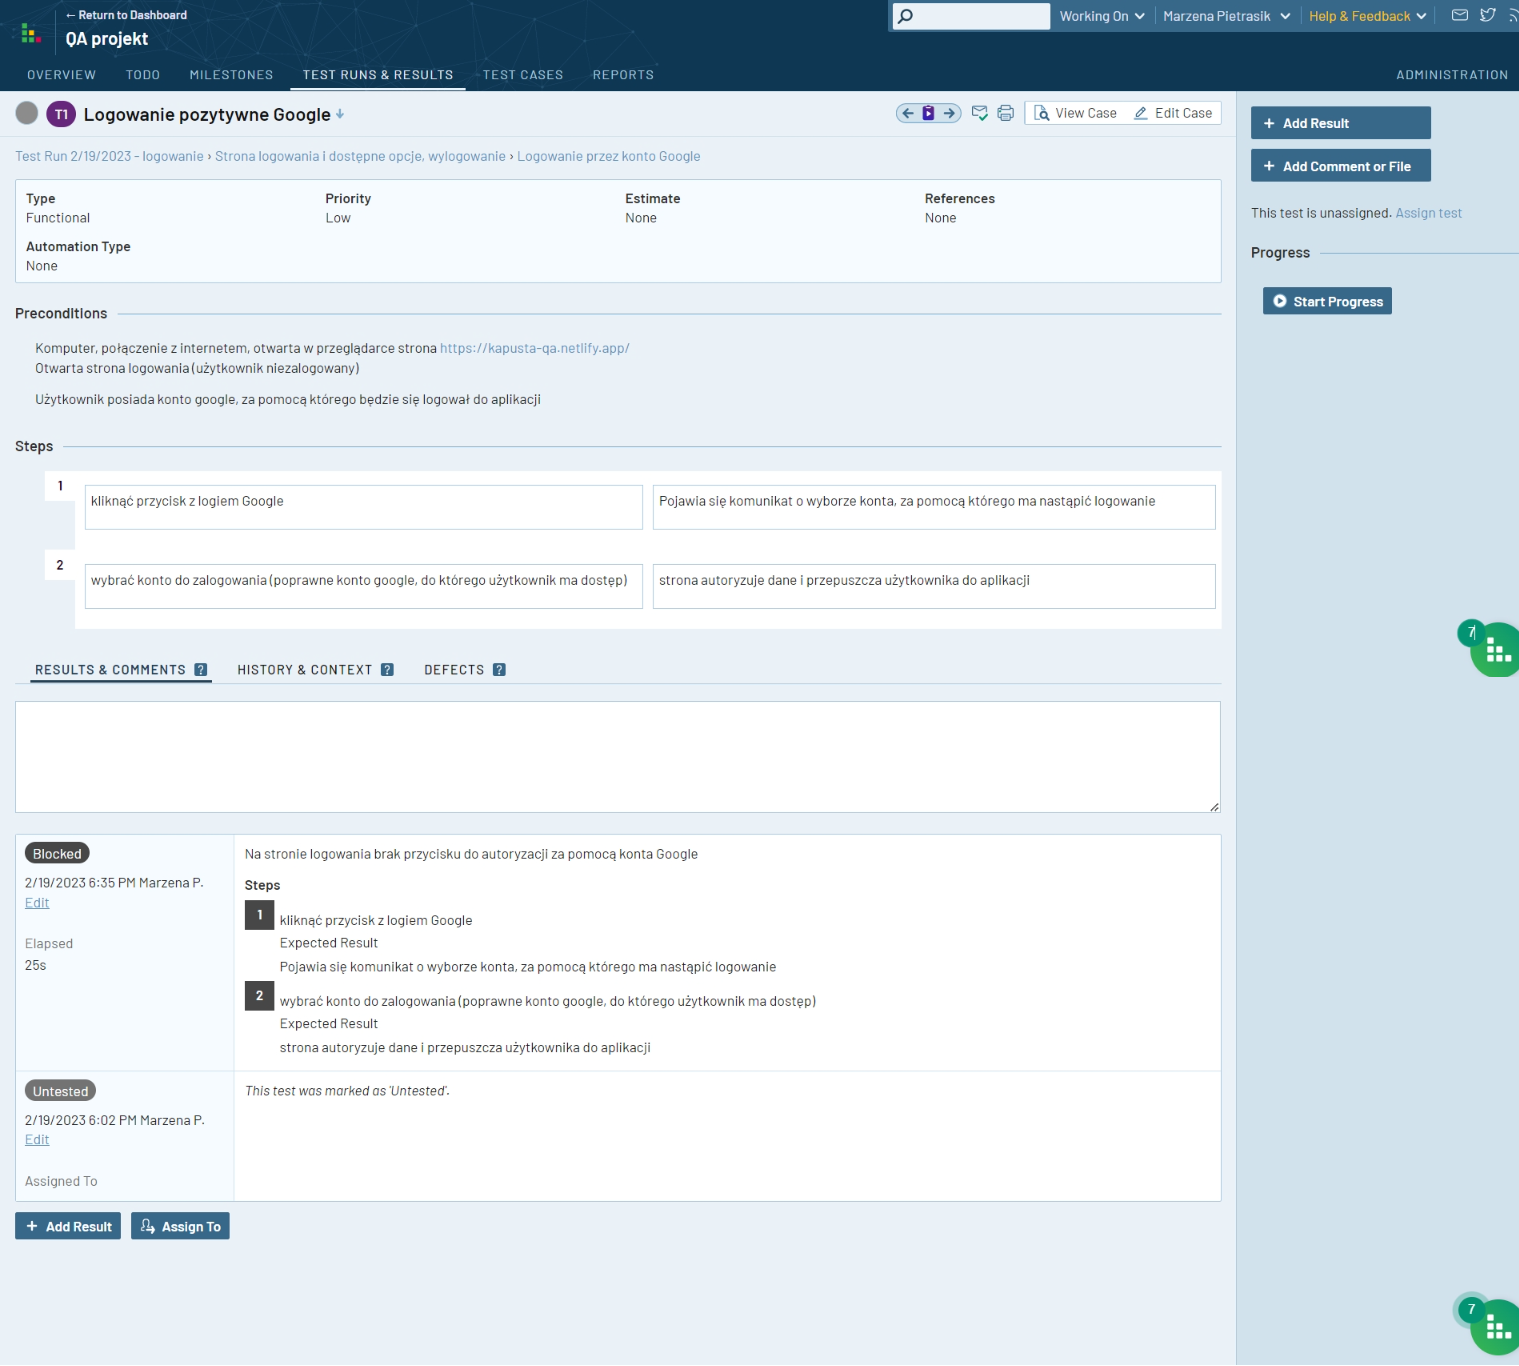 ← Return to Dashboard
QA projekt
Working On
Marzena Pietrasik
Help & Feedback
OVERVIEW
TODO
MILESTONES
TEST RUNS & RESULTS
TEST CASES
REPORTS
ADMINISTRATION
T1
Logowanie pozytywne Google
View Case
Edit Case
Test Run 2/19/2023 - logowanie › Strona logowania i dostępne opcje, wylogowanie › Logowanie przez konto Google
Type
Functional
Priority
Low
Estimate
None
References
None
Automation Type
None
Preconditions
Komputer, połączenie z internetem, otwarta w przeglądarce strona https://kapusta-qa.netlify.app/
Otwarta strona logowania (użytkownik niezalogowany)
Użytkownik posiada konto google, za pomocą którego będzie się logował do aplikacji
Steps
1
kliknąć przycisk z logiem Google
Pojawia się komunikat o wyborze konta, za pomocą którego ma nastąpić logowanie
2
wybrać konto do zalogowania (poprawne konto google, do którego użytkownik ma dostęp)
strona autoryzuje dane i przepuszcza użytkownika do aplikacji
RESULTS & COMMENTS ?
HISTORY & CONTEXT ?
DEFECTS ?
Blocked
2/19/2023 6:35 PM Marzena P.
Edit
Elapsed
25s
Na stronie logowania brak przycisku do autoryzacji za pomocą konta Google
Steps
1
kliknąć przycisk z logiem Google
Expected Result
Pojawia się komunikat o wyborze konta, za pomocą którego ma nastąpić logowanie
2
wybrać konto do zalogowania (poprawne konto google, do którego użytkownik ma dostęp)
Expected Result
strona autoryzuje dane i przepuszcza użytkownika do aplikacji
Untested
2/19/2023 6:02 PM Marzena P.
Edit
Assigned To
This test was marked as 'Untested'.
+ Add Result
Assign To
+ Add Result
+ Add Comment or File
This test is unassigned. Assign test
Progress
Start Progress
7
7